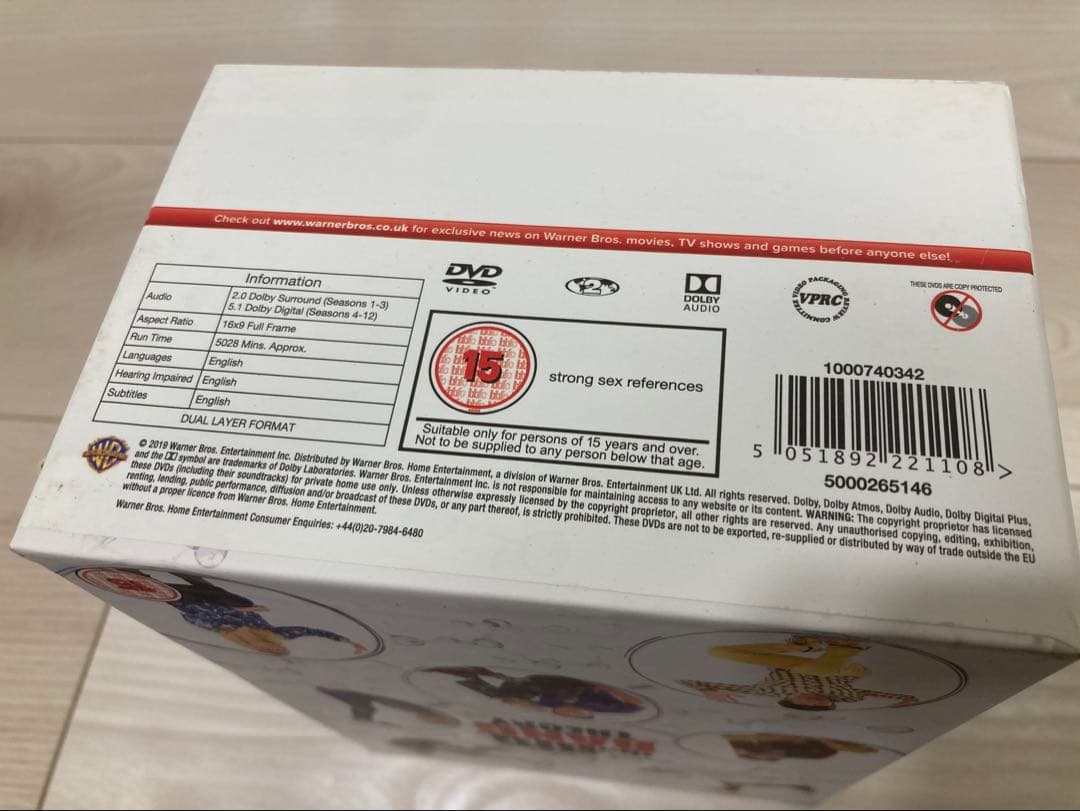 Check out www.warnerbros.co.uk for exclusive news on Warner Bros. movies, TV shows and games before anyone else!
Information
Audio
2.0 Dolby Surround (Seasons 1-3)
5.1 Dolby Digital (Seasons 4-12)
Aspect Ratio
16x9 Full Frame
Run Time
5028 Mins. Approx.
Languages
English
Hearing Impaired
English
Subtitles
English
DUAL LAYER FORMAT
DVD
VIDEO
2
DOLBY
AUDIO
VIDEO PACKAGING REVIEW COMMITTEE
VPRC
THESE DVDS ARE COPY PROTECTED
15
strong sex references
Suitable only for persons of 15 years and over.
Not to be supplied to any person below that age.
1000740342
5 051892 221108 >
5000265146
WB
© 2019 Warner Bros. Entertainment Inc. Distributed by Warner Bros. Home Entertainment, a division of Warner Bros. Entertainment UK Ltd. All rights reserved. Dolby, Dolby Atmos, Dolby Audio, Dolby Digital Plus,
and the DD symbol are trademarks of Dolby Laboratories. Warner Bros. Entertainment Inc. is not responsible for maintaining access to any website or its content. WARNING: The copyright proprietor has licensed
these DVDs (including their soundtracks) for private home use only. Unless otherwise expressly licensed by the copyright proprietor, all other rights are reserved. Any unauthorised copying, editing, exhibition,
renting, lending, public performance, diffusion and/or broadcast of these DVDs, or any part thereof, is strictly prohibited. These DVDs are not to be exported, re-supplied or distributed by way of trade outside the EU
without a proper licence from Warner Bros. Home Entertainment.
Warner Bros. Home Entertainment Consumer Enquiries: +44(0)20-7984-6480
THEORY